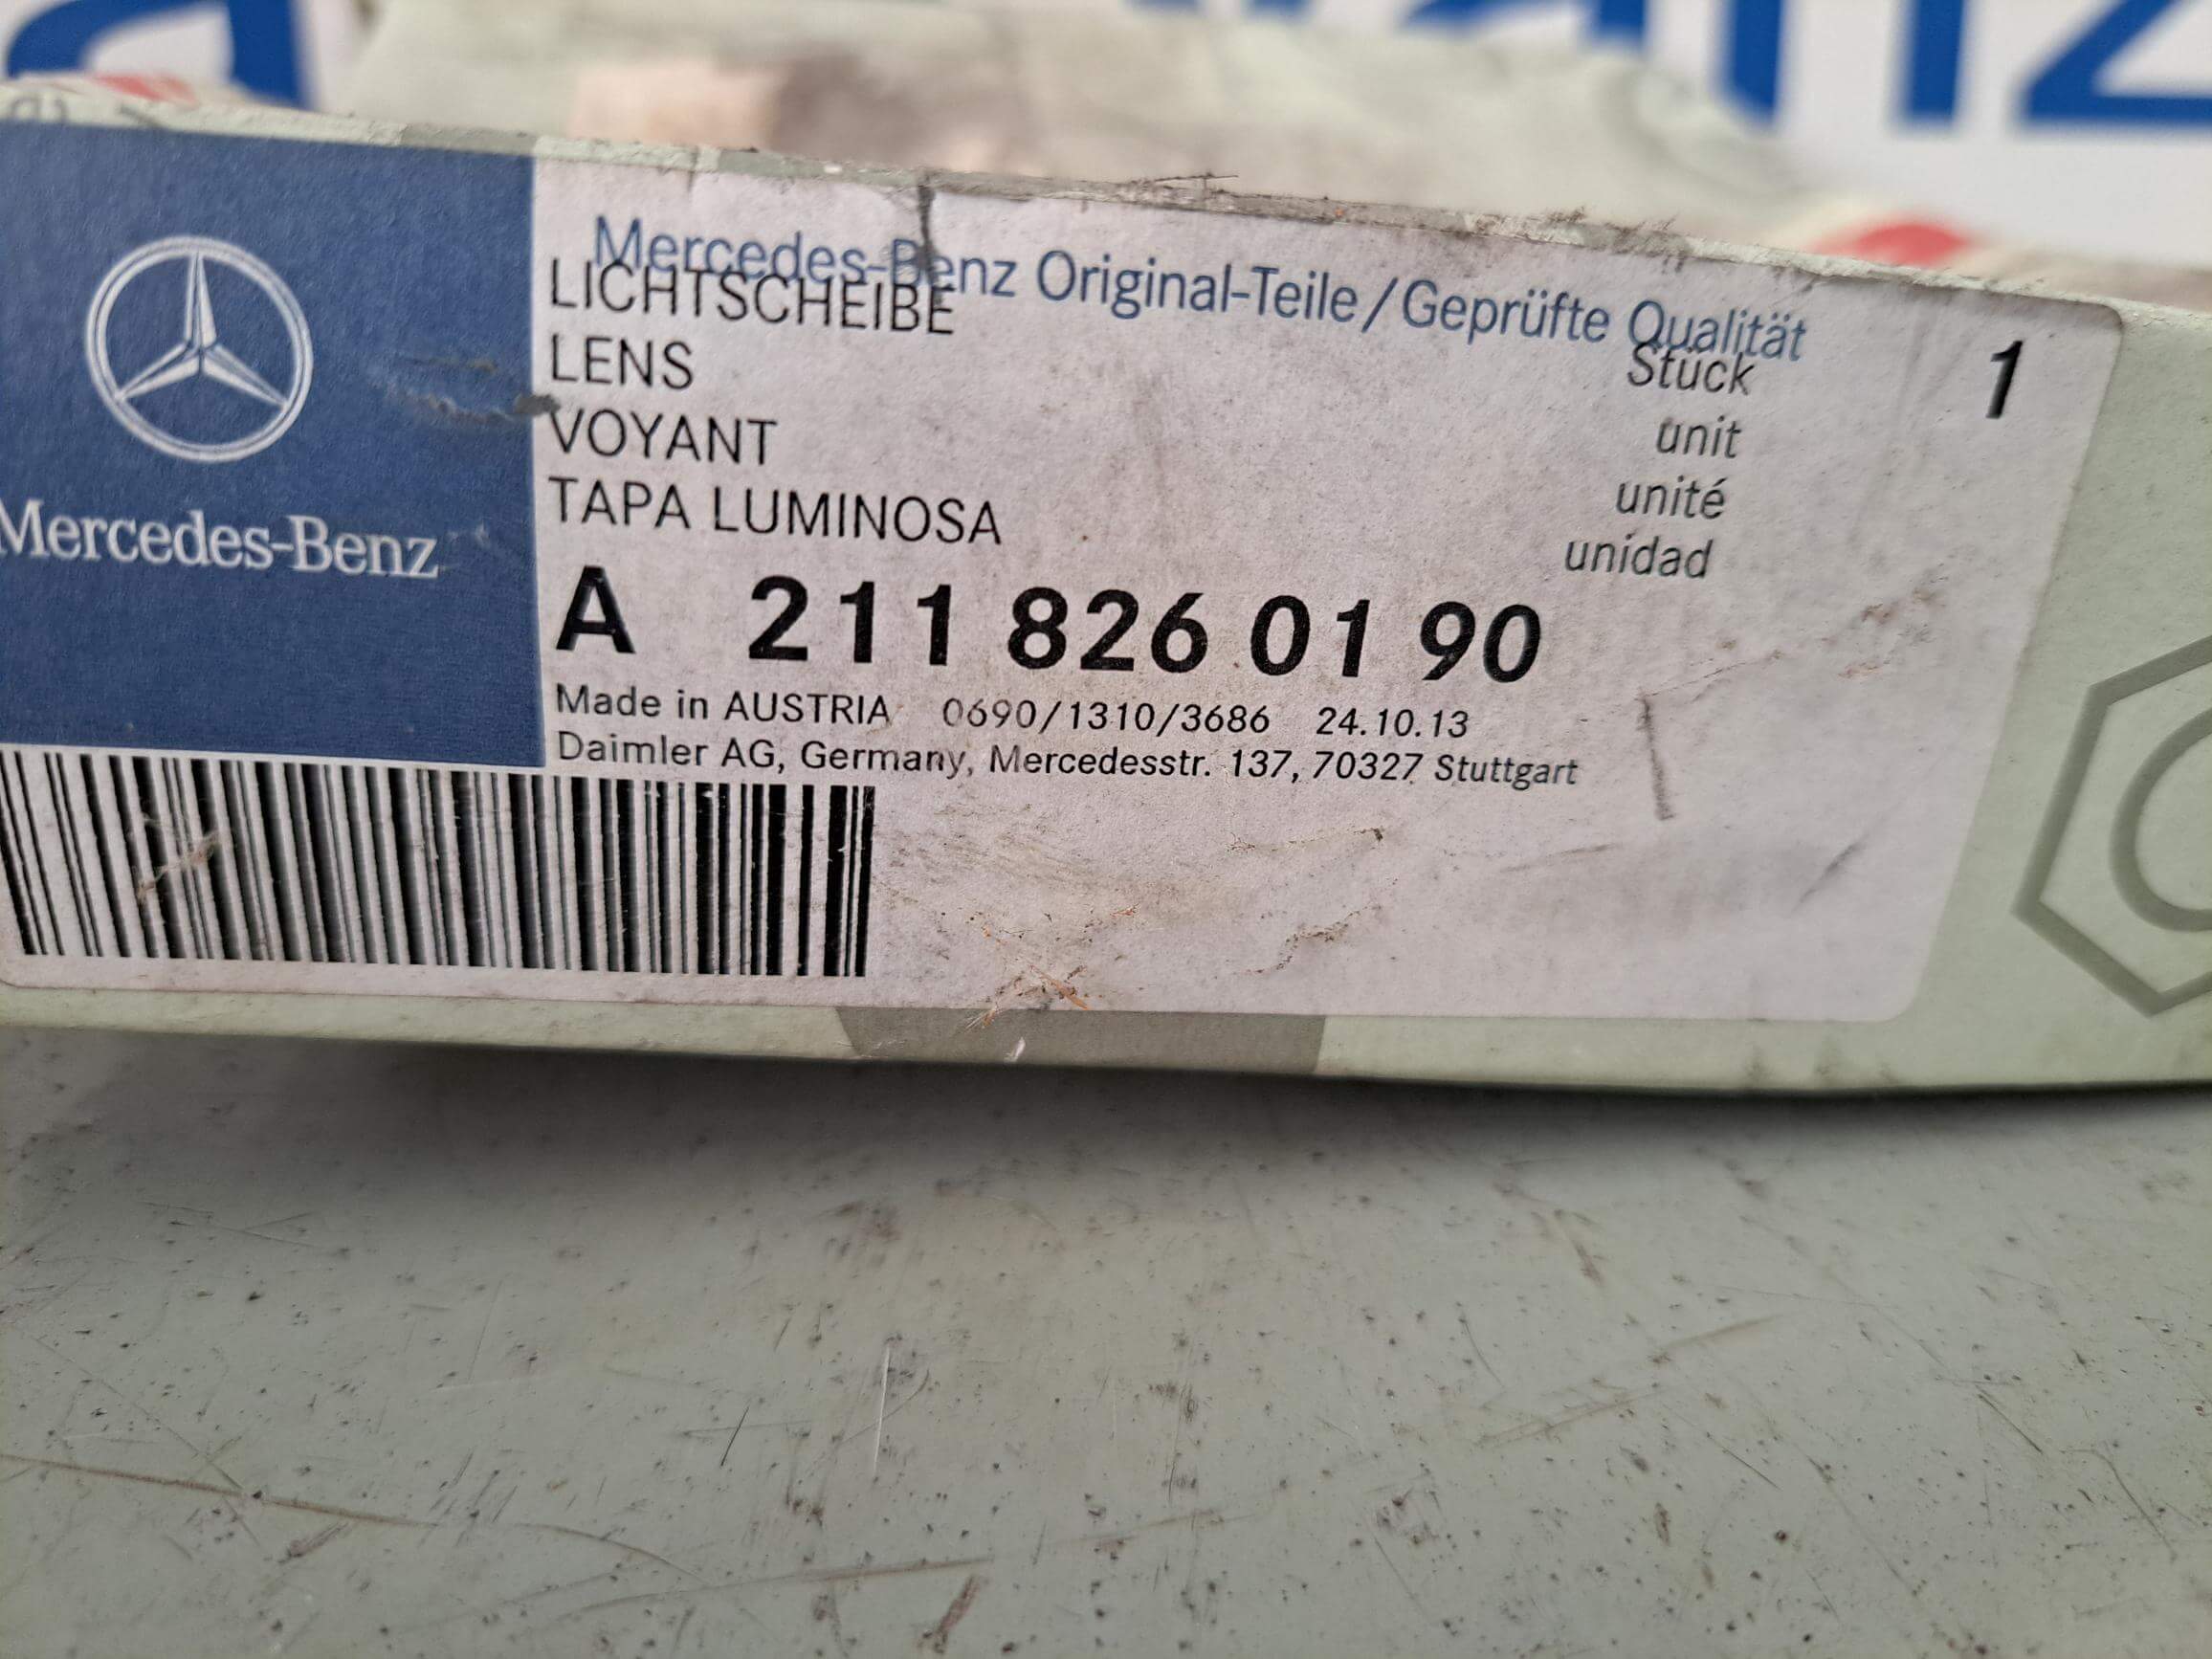 Mercedes-Benz
Mercedes-Benz Original-Teile/Geprüfte Qualität
LICHTSCHEIBE Stück 1
LENS unit
VOYANT unité
TAPA LUMINOSA unidad
A 211 826 01 90
Made in AUSTRIA 0690/1310/3686 24.10.13
Daimler AG, Germany, Mercedesstr. 137, 70327 Stuttgart